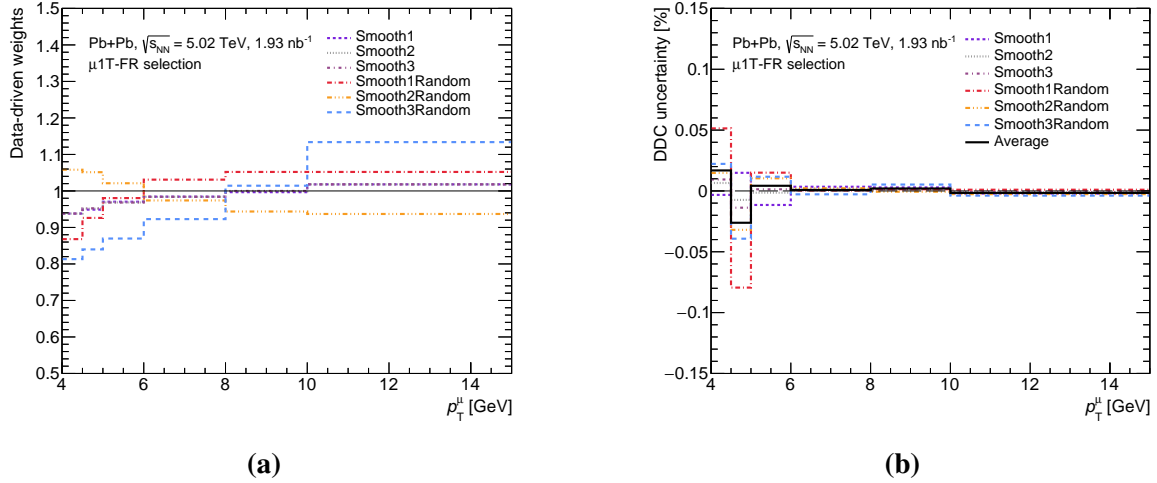 Data-driven weights
1.5
1.4
1.3
1.2
1.1
1
0.9
0.8
0.7
0.6
0.5
Pb+Pb, √s_NN = 5.02 TeV, 1.93 nb⁻¹
μ1T-FR selection
Smooth1
Smooth2
Smooth3
Smooth1Random
Smooth2Random
Smooth3Random
4 6 8 10 12 14
p_T^μ [GeV]
(a)
DDC uncertainty [%]
0.15
0.1
0.05
0
−0.05
−0.1
−0.15
Pb+Pb, √s_NN = 5.02 TeV, 1.93 nb⁻¹
μ1T-FR selection
Smooth1
Smooth2
Smooth3
Smooth1Random
Smooth2Random
Smooth3Random
Average
4 6 8 10 12 14
p_T^μ [GeV]
(b)